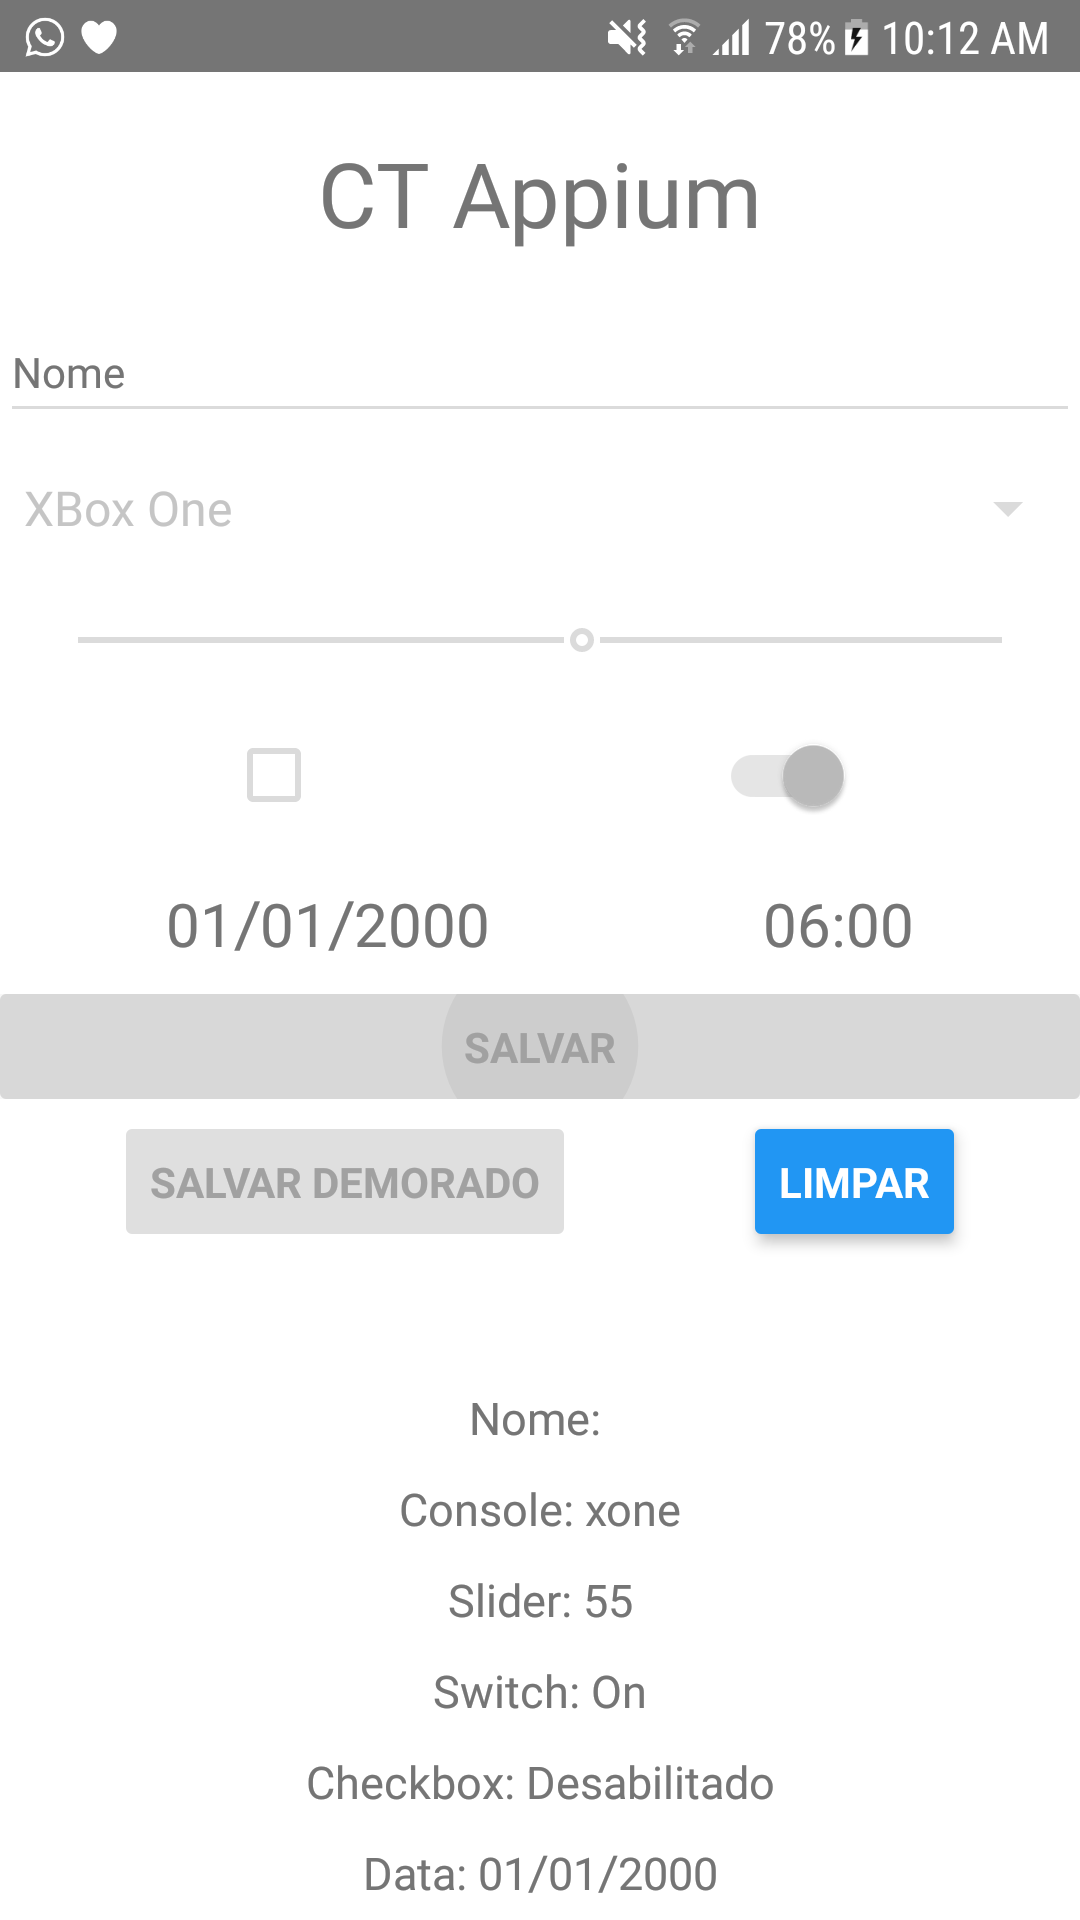 78% 10:12 AM
CT Appium
Nome
XBox One
01/01/2000 06:00
SALVAR
SALVAR DEMORADO LIMPAR
Nome:
Console: xone
Slider: 55
Switch: On
Checkbox: Desabilitado
Data: 01/01/2000